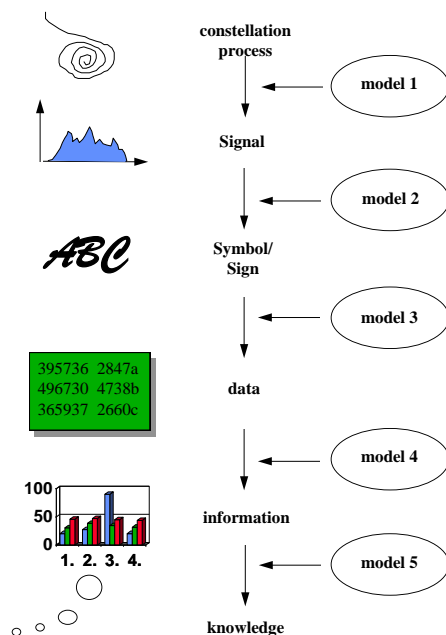 constellation
process
model 1
Signal
model 2
ABC
Symbol/
Sign
model 3
395736 2847a
496730 4738b
365937 2660c
data
model 4
100
50
0
1. 2. 3. 4.
information
model 5
knowledge